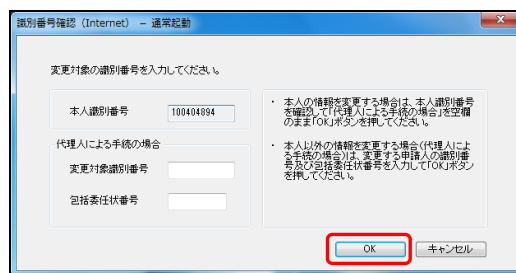 識別番号確認（Internet） － 通常起動
変更対象の識別番号を入力してください。
本人識別番号 100404894
代理人による手続の場合
変更対象識別番号
包括委任状番号
・ 本人の情報を変更する場合は、本人識別番号
を確認して「代理人による手続の場合」を空欄
のまま「OK」ボタンを押してください。
・ 本人以外の情報を変更する場合（代理人によ
る手続の場合）は、変更する申請人の識別番
号及び包括委任状番号を入力して「OK」ボタン
を押してください。
OK キャンセル